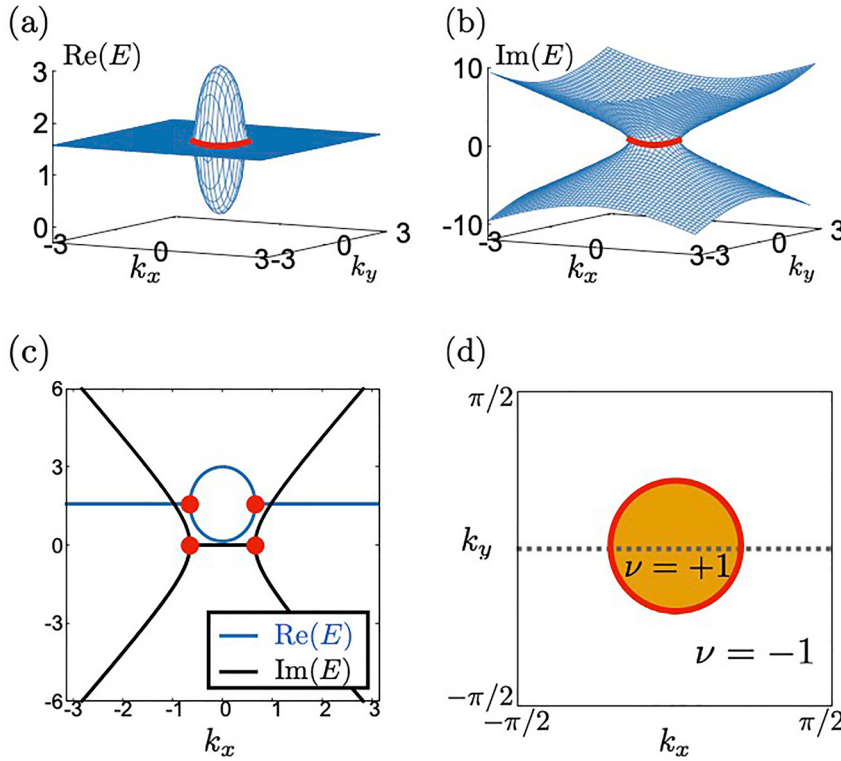 (a)
Re(E)
3
2
1
0
-3
0
3
-3
0
3
k_x
k_y
(b)
Im(E)
10
0
-10
-3
0
3
-3
0
3
k_x
k_y
(c)
6
3
0
-3
-6
-3 -2 -1 0 1 2 3
k_x
Re(E)
Im(E)
(d)
π/2
k_y
ν = +1
ν = −1
−π/2
−π/2
π/2
k_x